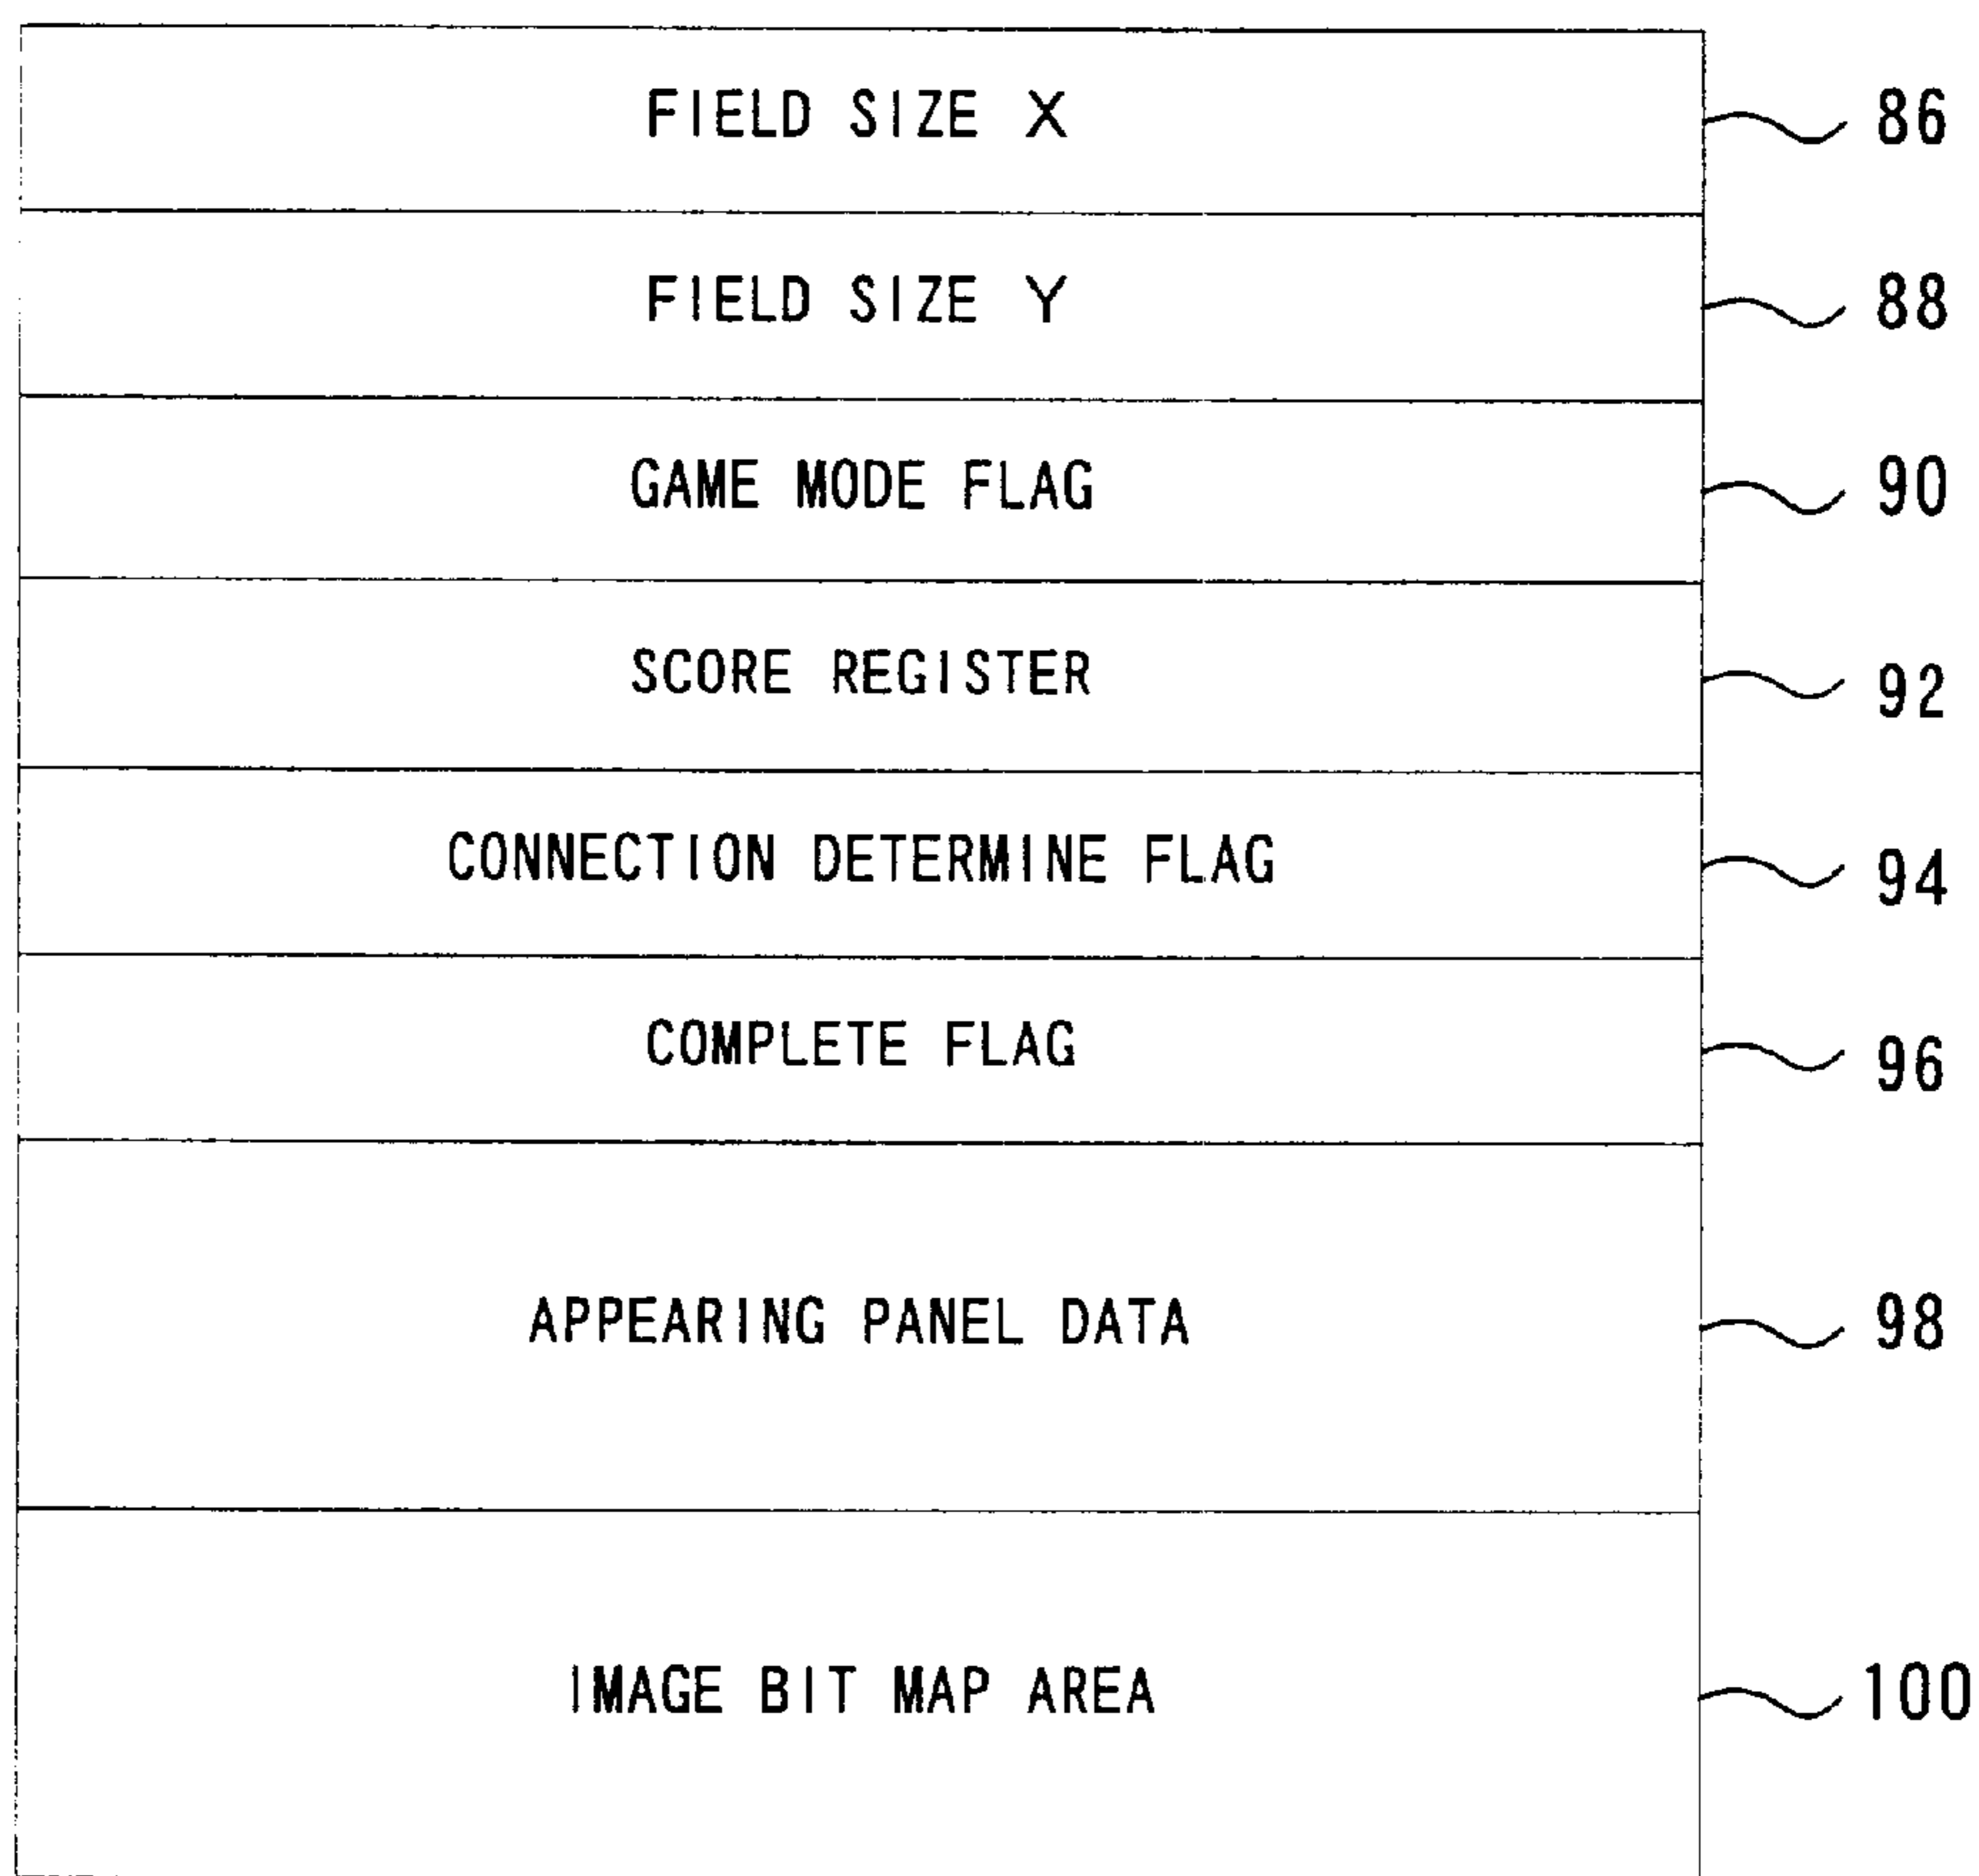 FIELD SIZE X 86
FIELD SIZE Y 88
GAME MODE FLAG 90
SCORE REGISTER 92
CONNECTION DETERMINE FLAG 94
COMPLETE FLAG 96
APPEARING PANEL DATA 98
IMAGE BIT MAP AREA 100